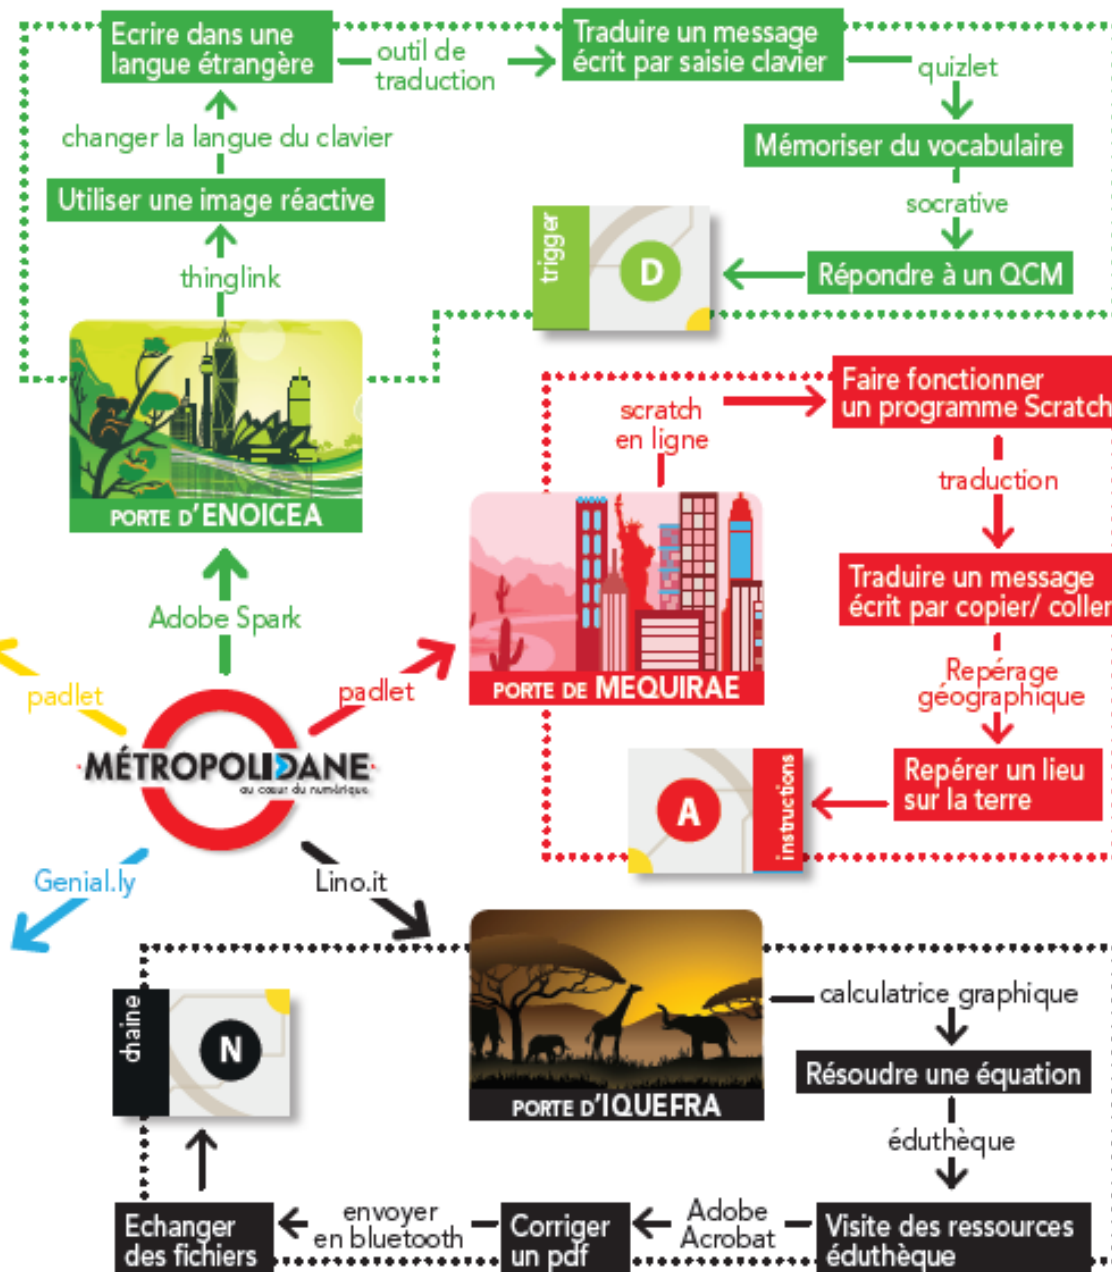 Ecrire dans une
langue étrangère
outil de
traduction
Traduire un message
écrit par saisie clavier
quizlet
changer la langue du clavier
Mémoriser du vocabulaire
Utiliser une image réactive
socrative
trigger
D
Répondre à un QCM
thinglink
PORTE D'ENOICEA
scratch
en ligne
Faire fonctionner
un programme Scratch
traduction
Traduire un message
écrit par copier/ coller
Repérage
géographique
PORTE DE MEQUIRAE
Repérer un lieu
sur la terre
A
instructions
Adobe Spark
padlet
padlet
MÉTROPOLIDANE
au cœur du numérique
Genial.ly
Lino.it
chaine
N
calculatrice graphique
Résoudre une équation
PORTE D'IQUEFRA
éduthèque
Visite des ressources
éduthèque
Adobe
Acrobat
Corriger
un pdf
envoyer
en bluetooth
Echanger
des fichiers